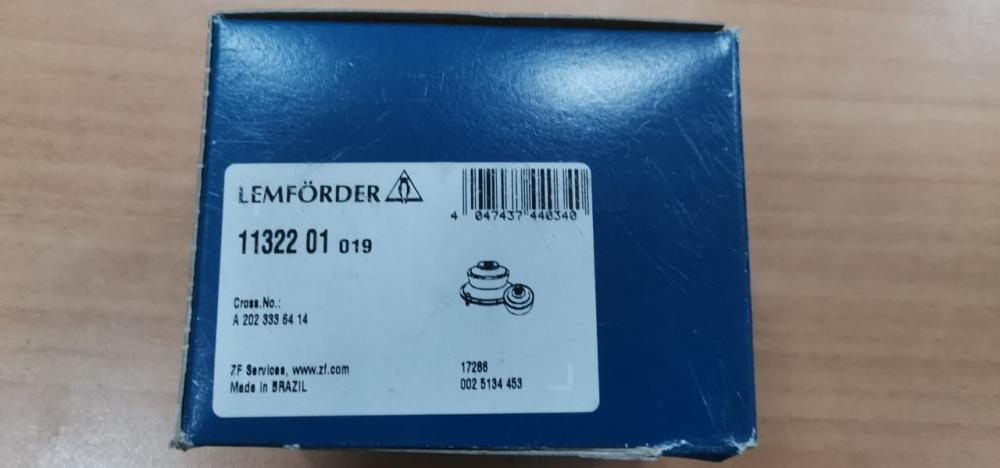 LEMFÖRDER
4 047437 440340
11322 01 019
Cross.No.:
A 202 333 64 14
ZF Services, www.zf.com
Made in BRAZIL
17286
002 5134 453